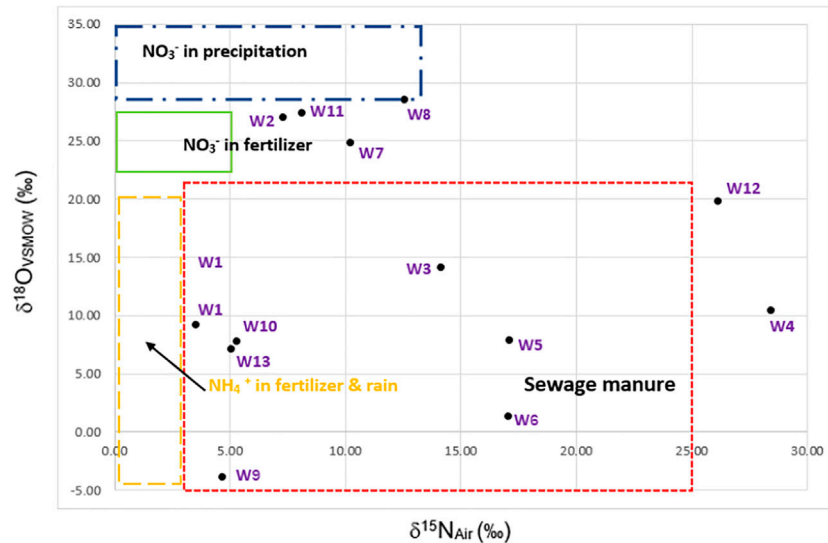 35.00
NO₃⁻ in precipitation
30.00
W2
W11
W8
25.00
NO₃⁻ in fertilizer
W7
20.00
W12
15.00
W1
W3
10.00
W1
W10
W4
W13
W5
5.00
NH₄⁺ in fertilizer & rain
Sewage manure
W6
0.00
0.00 5.00 10.00 15.00 20.00 25.00 30.00
W9
-5.00
δ¹⁸O_VSMOW (‰)
δ¹⁵N_Air (‰)